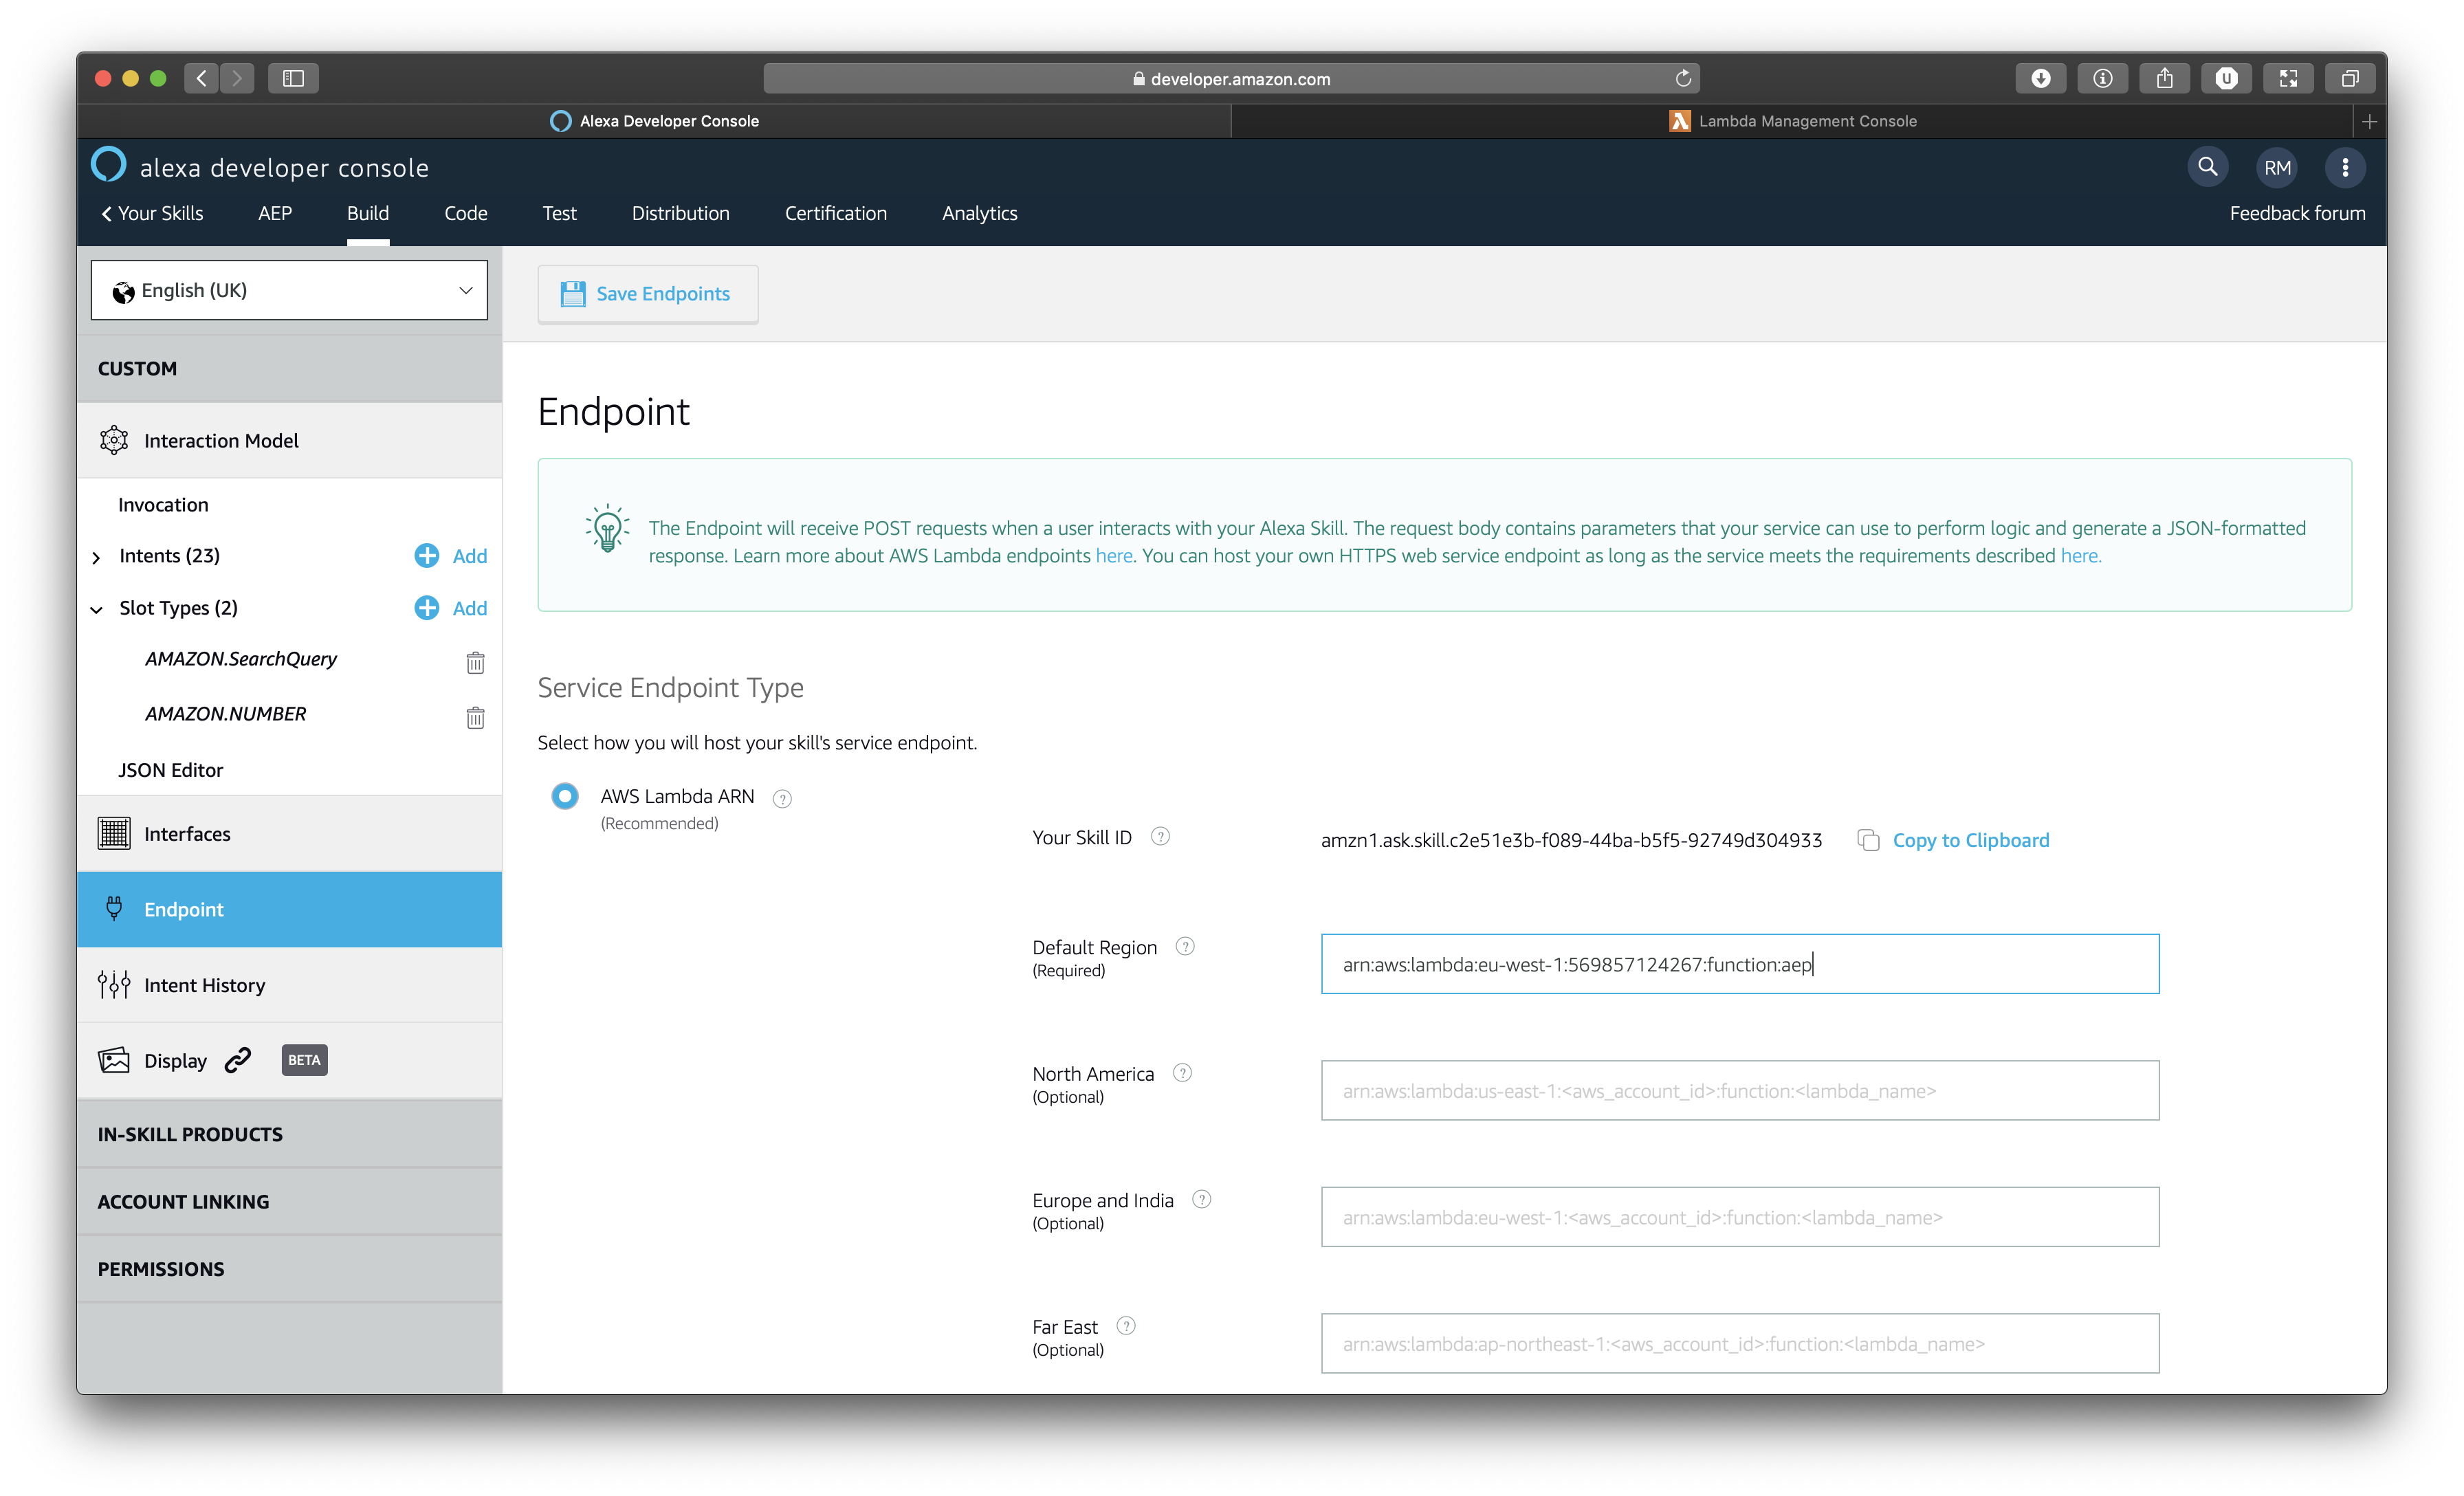 developer.amazon.com
Alexa Developer Console
Lambda Management Console
alexa developer console
RM
Your Skills AEP Build Code Test Distribution Certification Analytics Feedback forum
English (UK)
Save Endpoints
CUSTOM
Interaction Model
Invocation
Intents (23) Add
Slot Types (2) Add
AMAZON.SearchQuery
AMAZON.NUMBER
JSON Editor
Interfaces
Endpoint
Intent History
Display BETA
IN-SKILL PRODUCTS
ACCOUNT LINKING
PERMISSIONS
Endpoint
The Endpoint will receive POST requests when a user interacts with your Alexa Skill. The request body contains parameters that your service can use to perform logic and generate a JSON-formatted
response. Learn more about AWS Lambda endpoints here. You can host your own HTTPS web service endpoint as long as the service meets the requirements described here.
Service Endpoint Type
Select how you will host your skill's service endpoint.
AWS Lambda ARN ?
(Recommended)
Your Skill ID ? amzn1.ask.skill.c2e51e3b-f089-44ba-b5f5-92749d304933 Copy to Clipboard
Default Region ?
(Required)
arn:aws:lambda:eu-west-1:569857124267:function:aep
North America ?
(Optional)
arn:aws:lambda:us-east-1:<aws_account_id>:function:<lambda_name>
Europe and India ?
(Optional)
arn:aws:lambda:eu-west-1:<aws_account_id>:function:<lambda_name>
Far East ?
(Optional)
arn:aws:lambda:ap-northeast-1:<aws_account_id>:function:<lambda_name>